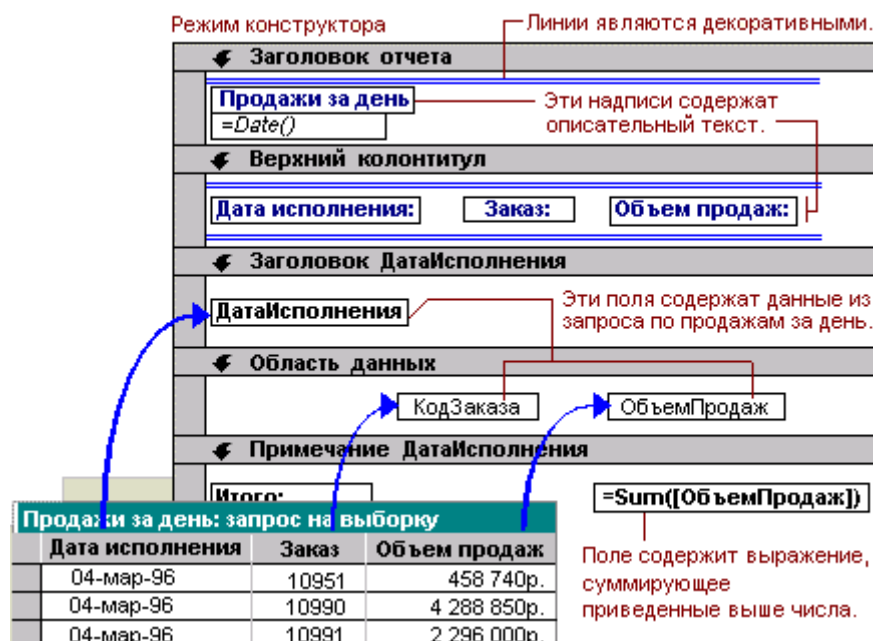 Режим конструктора
Линии являются декоративными.
Заголовок отчета
Продажи за день
=Date()
Эти надписи содержат
описательный текст.
Верхний колонтитул
Дата исполнения:
Заказ:
Объем продаж:
Заголовок ДатаИсполнения
ДатаИсполнения
Эти поля содержат данные из
запроса по продажам за день.
Область данных
КодЗаказа
ОбъемПродаж
Примечание ДатаИсполнения
Итого:
=Sum([ОбъемПродаж])
Продажи за день: запрос на выборку
Дата исполнения Заказ Объем продаж
04-мар-96 10951 458 740р.
04-мар-96 10990 4 288 850р.
04-мар-96 10991 2 296 000р.
Поле содержит выражение,
суммирующее
приведенные выше числа.